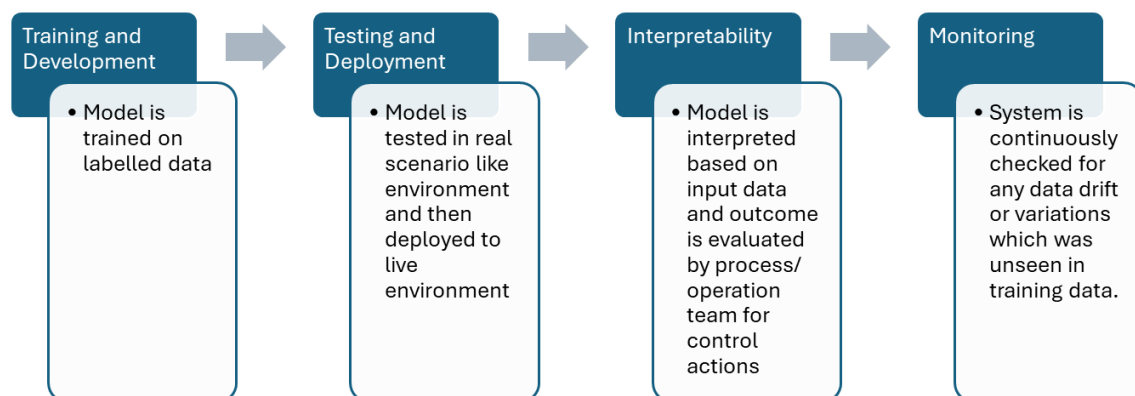 Training and
Development
• Model is
trained on
labelled data
Testing and
Deployment
• Model is
tested in real
scenario like
environment
and then
deployed to
live
environment
Interpretability
• Model is
interpreted
based on
input data
and outcome
is evaluated
by process/
operation
team for
control
actions
Monitoring
• System is
continuously
checked for
any data drift
or variations
which was
unseen in
training data.